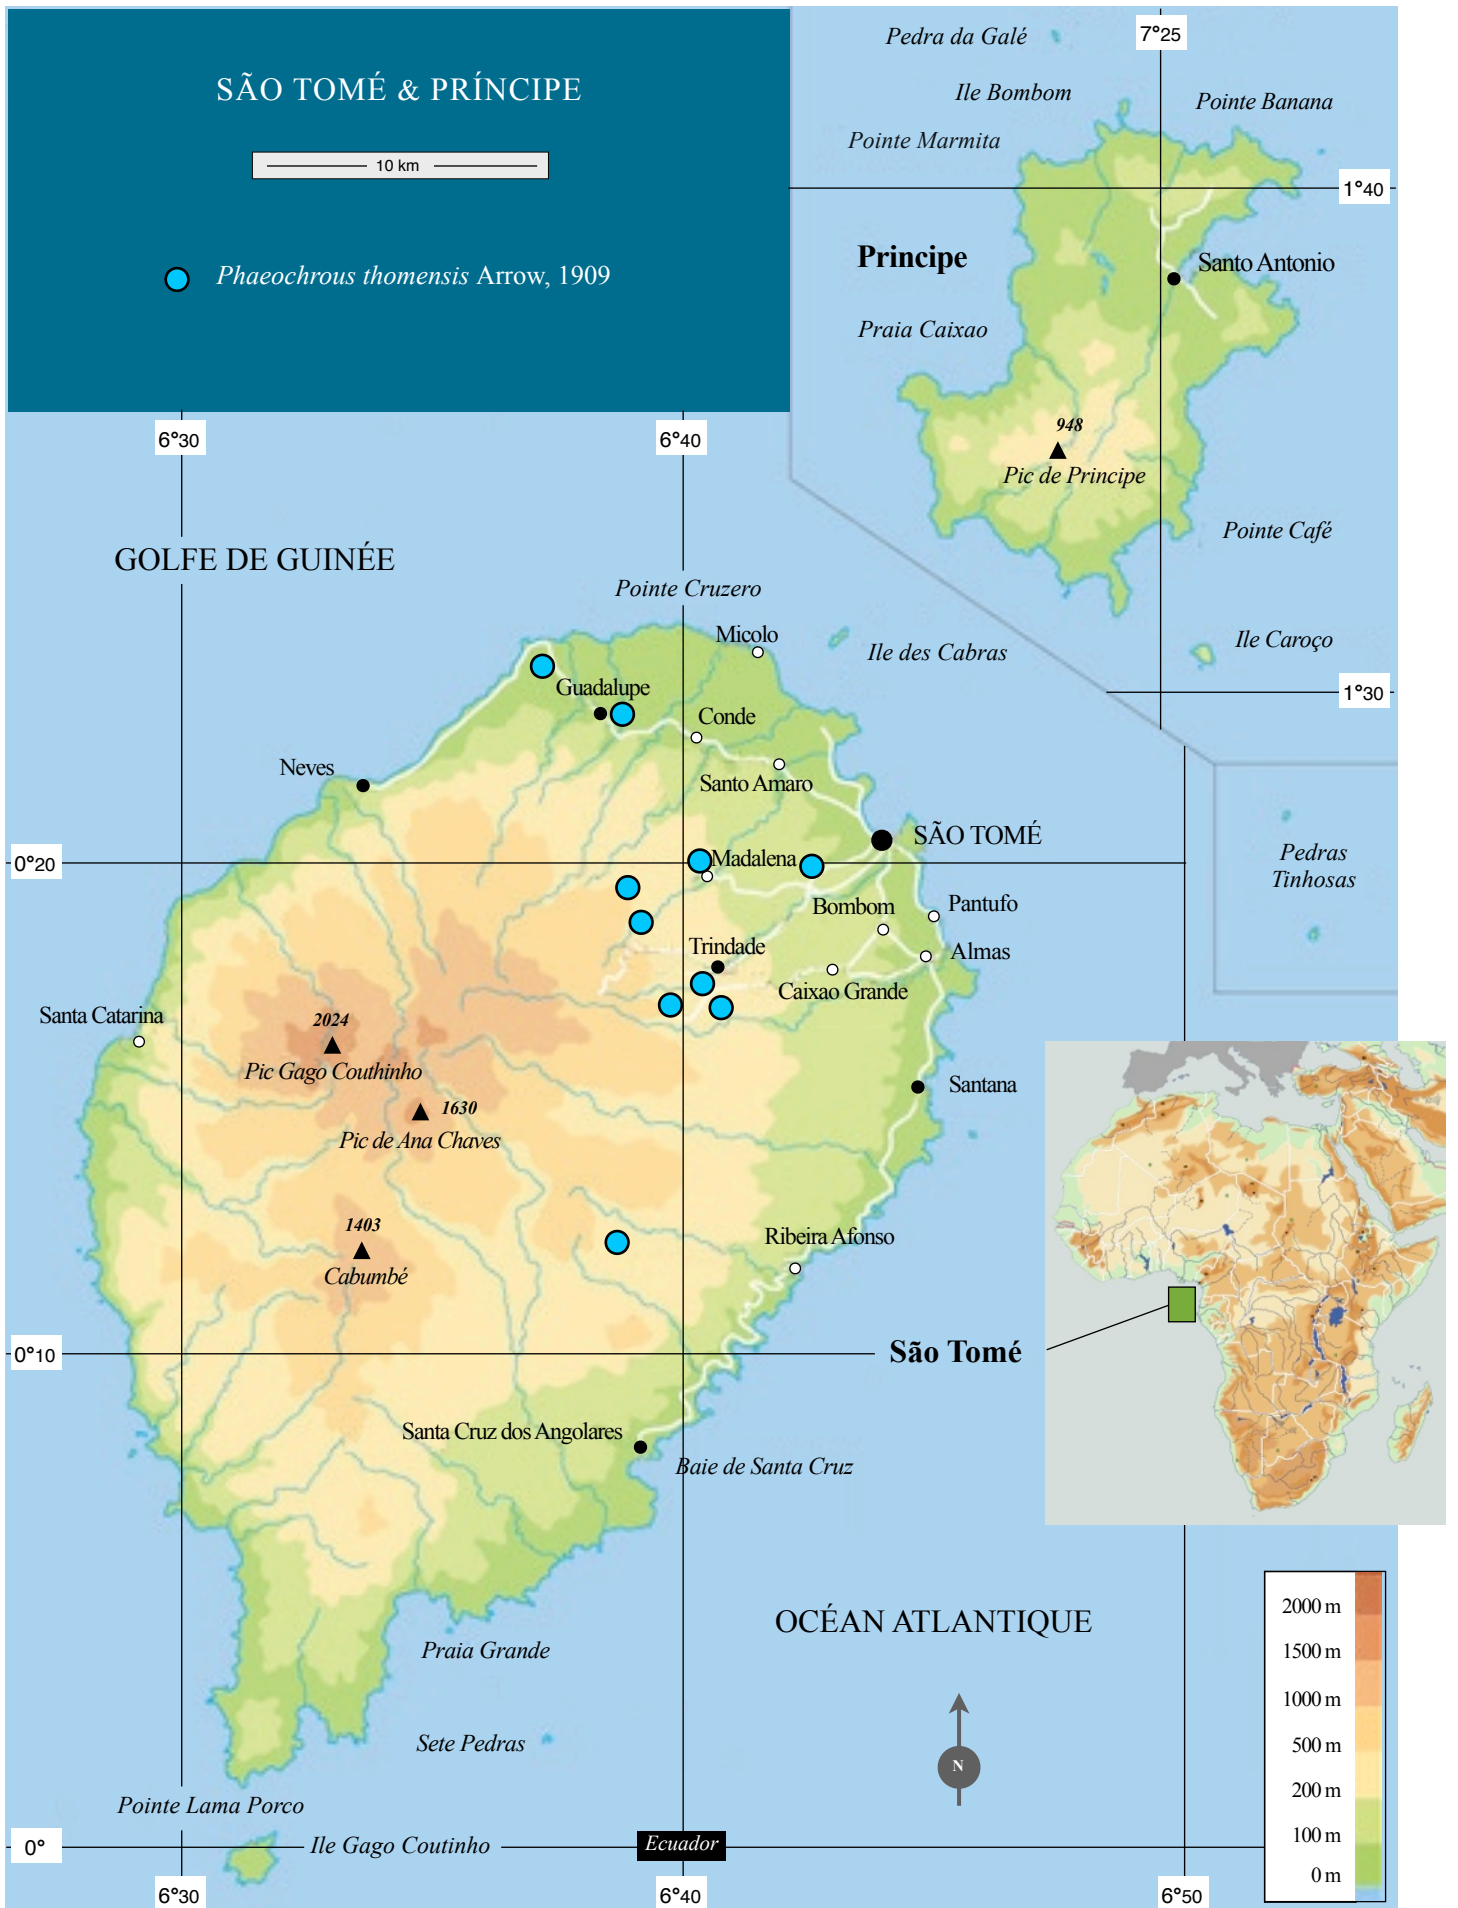 SÃO TOMÉ & PRÍNCIPE
10 km
Phaeochrous thomensis Arrow, 1909
7°25
Pedra da Galé
Ile Bombom
Pointe Banana
Pointe Marmita
1°40
Principe
Santo Antonio
Praia Caixao
948
Pic de Principe
Pointe Café
Ile Caroço
1°30
6°30
6°40
GOLFE DE GUINÉE
Pointe Cruzero
Micolo
Ile des Cabras
Guadalupe
Conde
Neves
Santo Amaro
SÃO TOMÉ
0°20
Madalena
Pedras
Tinhosas
Bombom
Pantufo
Trindade
Almas
Caixao Grande
Santa Catarina
2024
Pic Gago Couthinho
Santana
1630
Pic de Ana Chaves
1403
Cabumbé
Ribeira Afonso
0°10
São Tomé
Santa Cruz dos Angolares
Baie de Santa Cruz
OCÉAN ATLANTIQUE
Praia Grande
Sete Pedras
N
Pointe Lama Porco
0°
Ile Gago Coutinho
Ecuador
6°30
6°40
6°50
2000 m
1500 m
1000 m
500 m
200 m
100 m
0 m